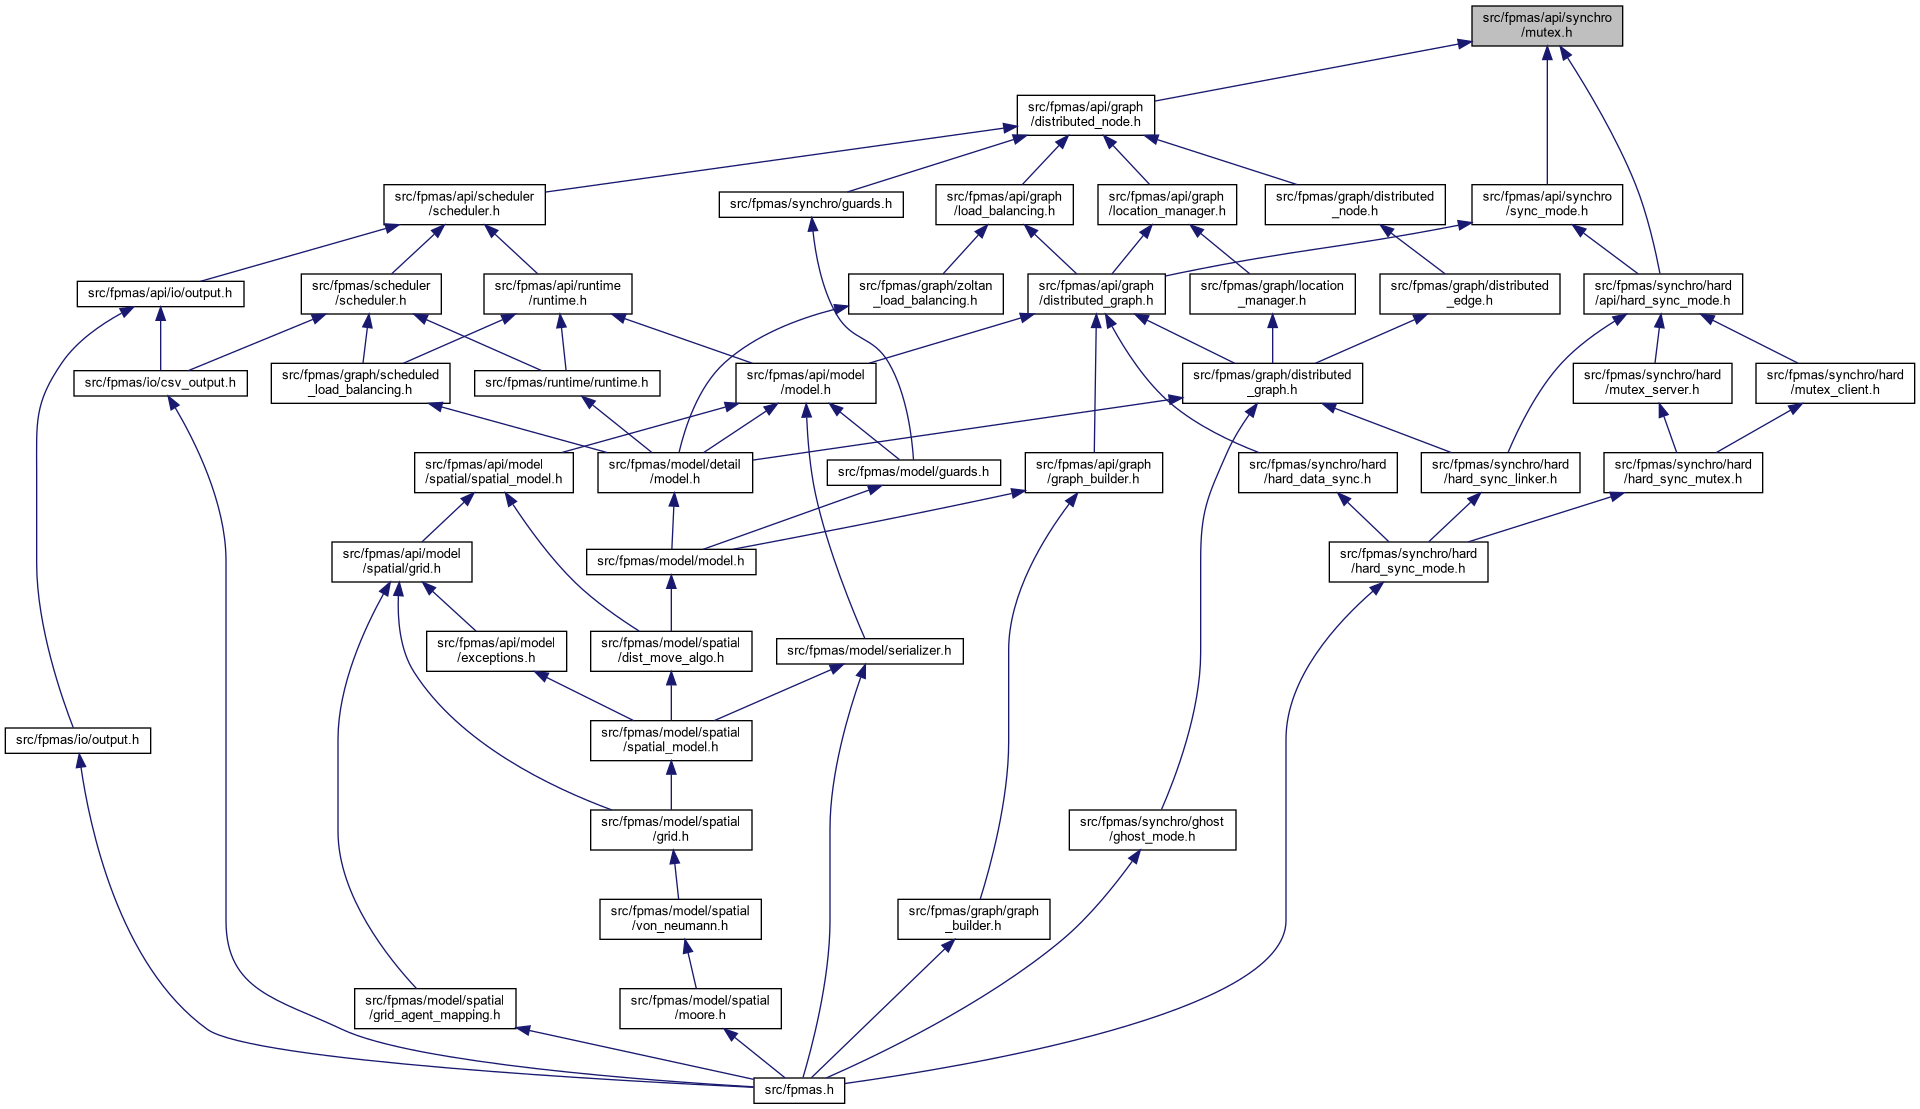 src/fpmas/api/synchro
/mutex.h
src/fpmas/api/graph
/distributed_node.h
src/fpmas/api/scheduler
/scheduler.h
src/fpmas/synchro/guards.h
src/fpmas/api/graph
/load_balancing.h
src/fpmas/api/graph
/location_manager.h
src/fpmas/graph/distributed
_node.h
src/fpmas/api/synchro
/sync_mode.h
src/fpmas/api/io/output.h
src/fpmas/scheduler
/scheduler.h
src/fpmas/api/runtime
/runtime.h
src/fpmas/graph/zoltan
_load_balancing.h
src/fpmas/api/graph
/distributed_graph.h
src/fpmas/graph/location
_manager.h
src/fpmas/graph/distributed
_edge.h
src/fpmas/synchro/hard
/api/hard_sync_mode.h
src/fpmas/io/csv_output.h
src/fpmas/graph/scheduled
_load_balancing.h
src/fpmas/runtime/runtime.h
src/fpmas/api/model
/model.h
src/fpmas/graph/distributed
_graph.h
src/fpmas/synchro/hard
/mutex_server.h
src/fpmas/synchro/hard
/mutex_client.h
src/fpmas/api/model
/spatial/spatial_model.h
src/fpmas/model/detail
/model.h
src/fpmas/model/guards.h
src/fpmas/api/graph
/graph_builder.h
src/fpmas/synchro/hard
/hard_data_sync.h
src/fpmas/synchro/hard
/hard_sync_linker.h
src/fpmas/synchro/hard
/hard_sync_mutex.h
src/fpmas/api/model
/spatial/grid.h
src/fpmas/model/model.h
src/fpmas/synchro/hard
/hard_sync_mode.h
src/fpmas/api/model
/exceptions.h
src/fpmas/model/spatial
/dist_move_algo.h
src/fpmas/model/serializer.h
src/fpmas/io/output.h
src/fpmas/model/spatial
/spatial_model.h
src/fpmas/model/spatial
/grid.h
src/fpmas/synchro/ghost
/ghost_mode.h
src/fpmas/model/spatial
/von_neumann.h
src/fpmas/graph/graph
_builder.h
src/fpmas/model/spatial
/grid_agent_mapping.h
src/fpmas/model/spatial
/moore.h
src/fpmas.h